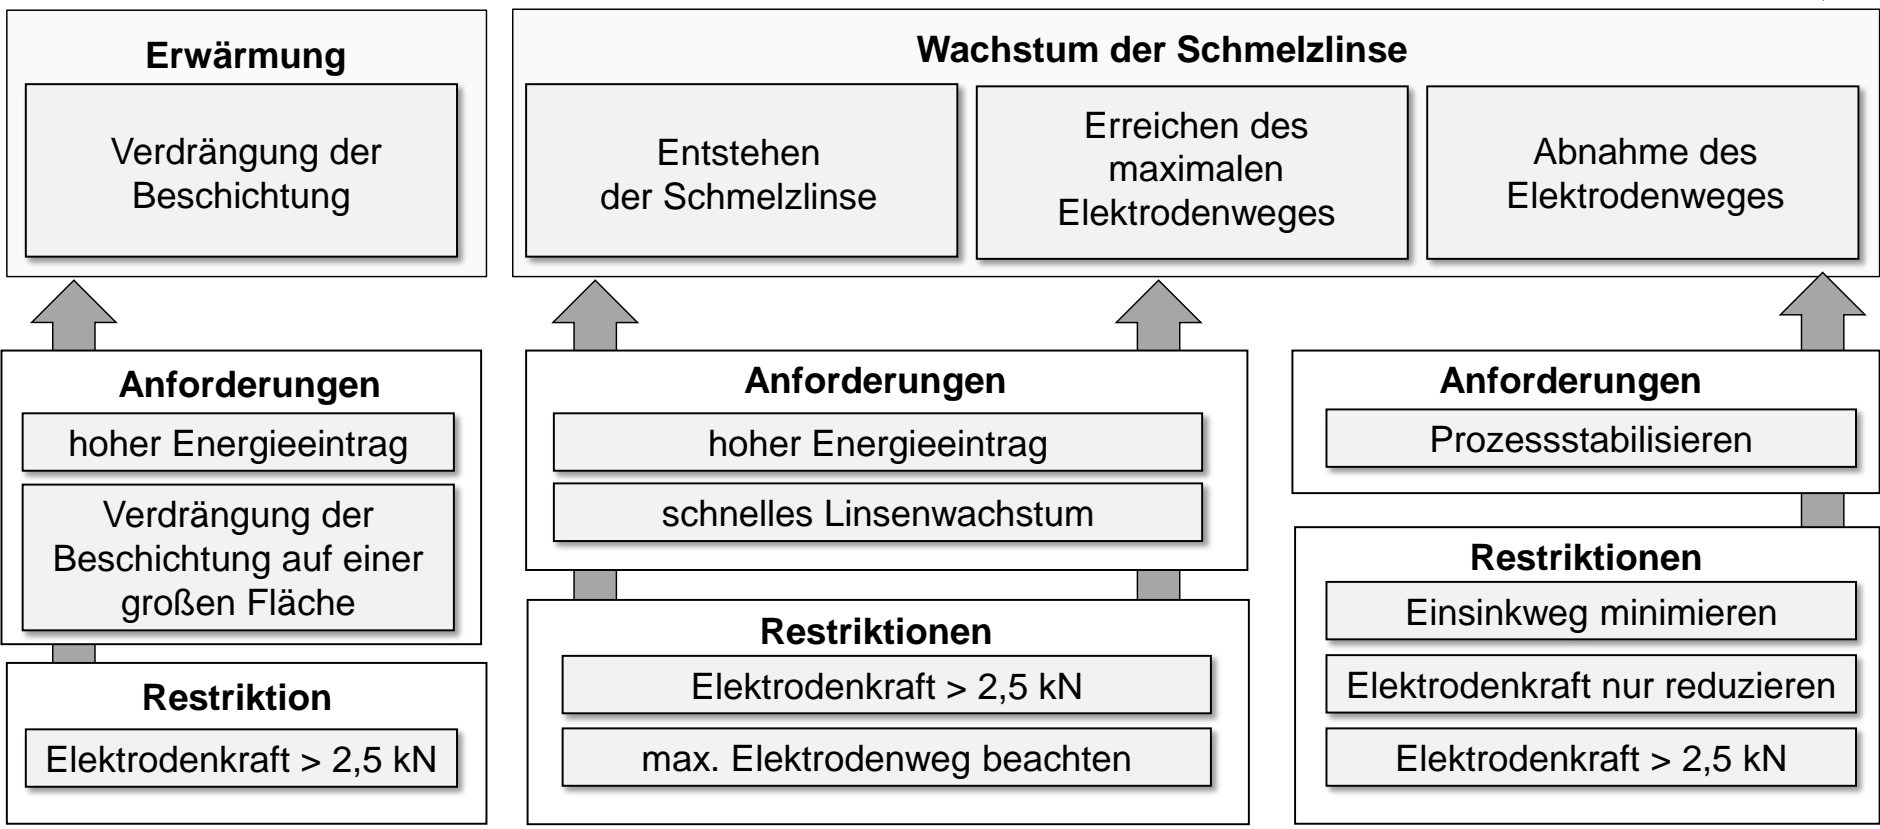 Erwärmung
Verdrängung der
Beschichtung
Wachstum der Schmelzlinse
Entstehen
der Schmelzlinse
Erreichen des
maximalen
Elektrodenweges
Abnahme des
Elektrodenweges
Anforderungen
hoher Energieeintrag
Verdrängung der
Beschichtung auf einer
großen Fläche
Restriktion
Elektrodenkraft > 2,5 kN
Anforderungen
hoher Energieeintrag
schnelles Linsenwachstum
Restriktionen
Elektrodenkraft > 2,5 kN
max. Elektrodenweg beachten
Anforderungen
Prozessstabilisieren
Restriktionen
Einsinkweg minimieren
Elektrodenkraft nur reduzieren
Elektrodenkraft > 2,5 kN